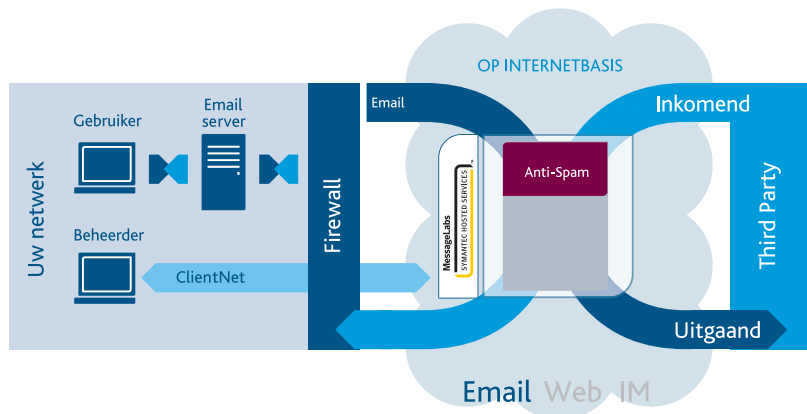 OP INTERNETBASIS
Email
Inkomend
Gebruiker
Email
server
Uw netwerk
Firewall
Anti-Spam
MessageLabs
SYMANTEC HOSTED SERVICES™
Third Party
Beheerder
ClientNet
Uitgaand
Email Web IM